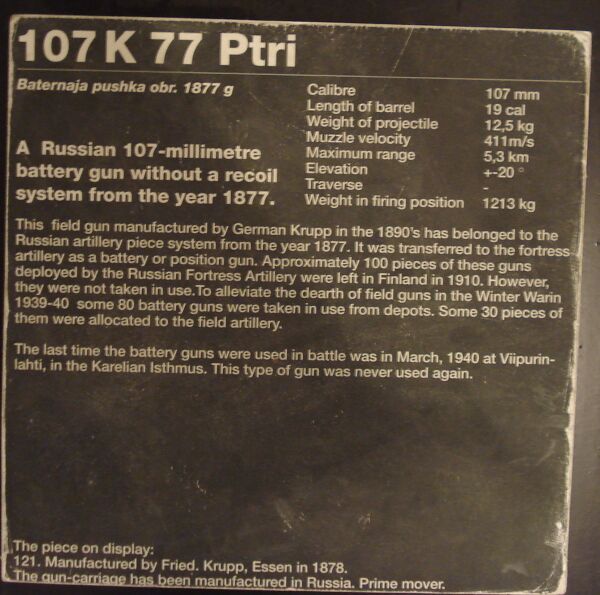 107 K 77 Ptri
Baternaja pushka obr. 1877 g
A Russian 107-millimetre
battery gun without a recoil
system from the year 1877.
Calibre 107 mm
Length of barrel 19 cal
Weight of projectile 12,5 kg
Muzzle velocity 411m/s
Maximum range 5,3 km
Elevation +-20 °
Traverse -
Weight in firing position 1213 kg
This field gun manufactured by German Krupp in the 1890's has belonged to the
Russian artillery piece system from the year 1877. It was transferred to the fortress
artillery as a battery or position gun. Approximately 100 pieces of these guns
deployed by the Russian Fortress Artillery were left in Finland in 1910. However,
they were not taken in use.To alleviate the dearth of field guns in the Winter Warin
1939-40 some 80 battery guns were taken in use from depots. Some 30 pieces of
them were allocated to the field artillery.
The last time the battery guns were used in battle was in March, 1940 at Viipurin-
lahti, in the Karelian Isthmus. This type of gun was never used again.
The piece on display:
121. Manufactured by Fried. Krupp, Essen in 1878.
The gun-carriage has been manufactured in Russia. Prime mover.